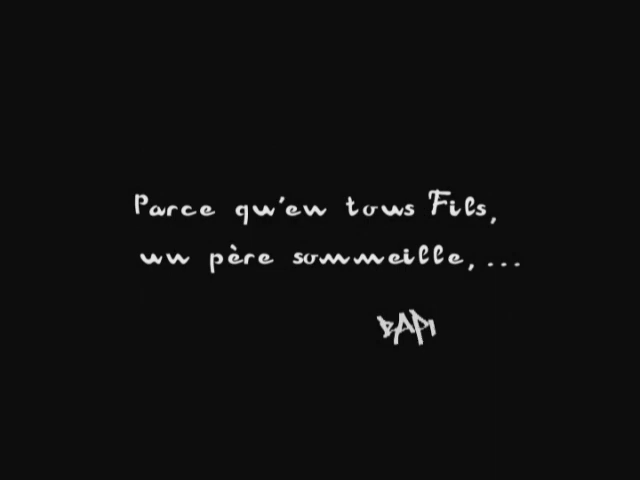 Parce qu'en tous Fils,
un père sommeille, ...
BAPI